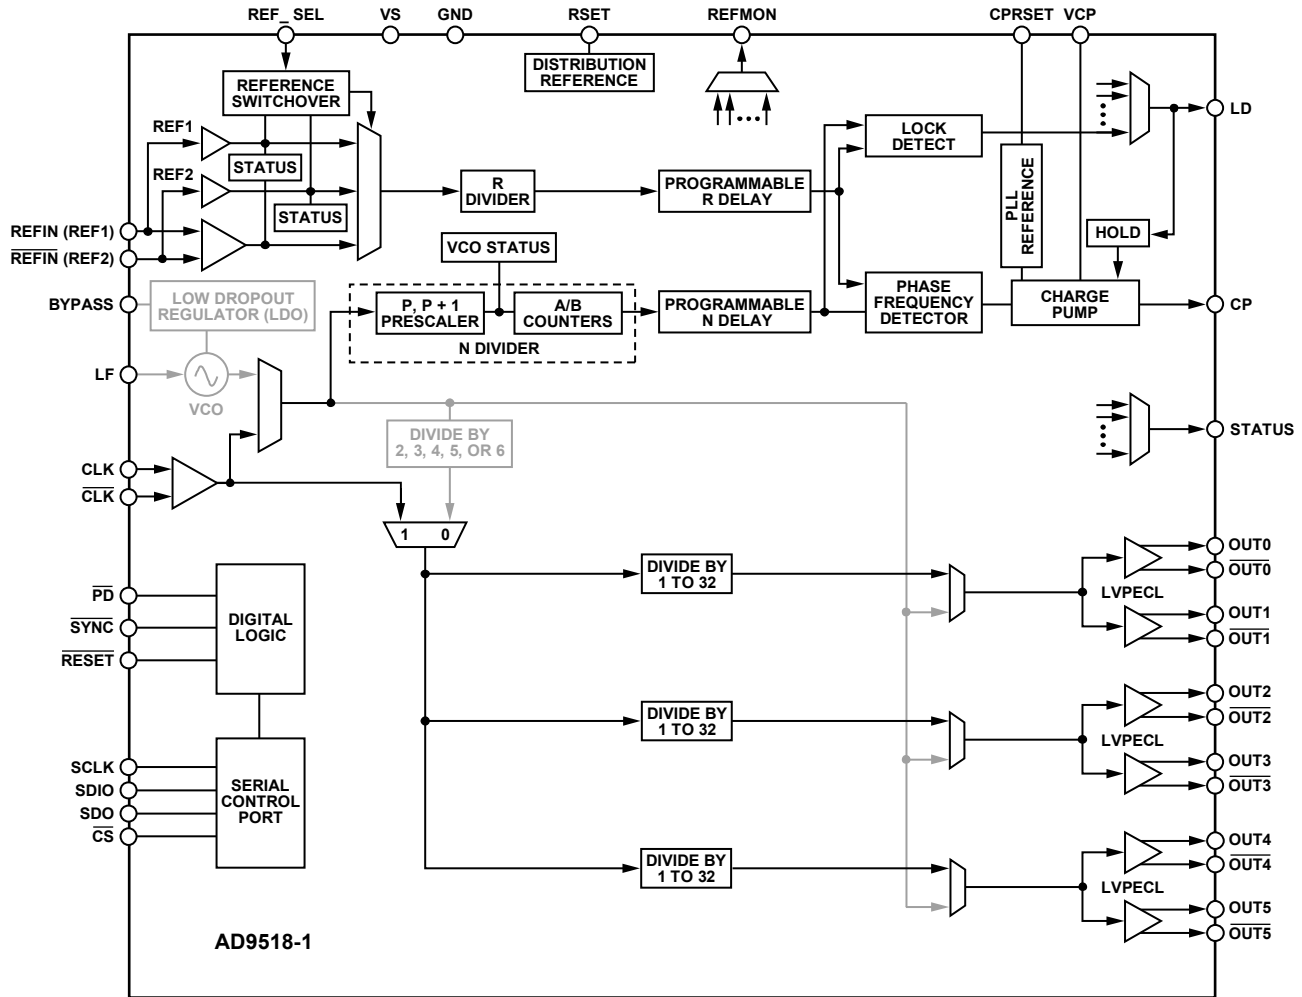 REF_SEL
VS
GND
RSET
REFMON
CPRSET
VCP
DISTRIBUTION
REFERENCE
REFERENCE
SWITCHOVER
REF1
STATUS
REF2
STATUS
R
DIVIDER
PROGRAMMABLE
R DELAY
LOCK
DETECT
LD
PLL
REFERENCE
HOLD
REFIN (REF1)
REFIN (REF2)
VCO STATUS
BYPASS
LOW DROPOUT
REGULATOR (LDO)
P, P + 1
PRESCALER
A/B
COUNTERS
N DIVIDER
PROGRAMMABLE
N DELAY
PHASE
FREQUENCY
DETECTOR
CHARGE
PUMP
CP
LF
VCO
DIVIDE BY
2, 3, 4, 5, OR 6
STATUS
CLK
CLK
1
0
DIVIDE BY
1 TO 32
LVPECL
OUT0
OUT0
OUT1
OUT1
PD
SYNC
RESET
DIGITAL
LOGIC
DIVIDE BY
1 TO 32
LVPECL
OUT2
OUT2
OUT3
OUT3
SCLK
SDIO
SDO
CS
SERIAL
CONTROL
PORT
DIVIDE BY
1 TO 32
LVPECL
OUT4
OUT4
OUT5
OUT5
AD9518-1